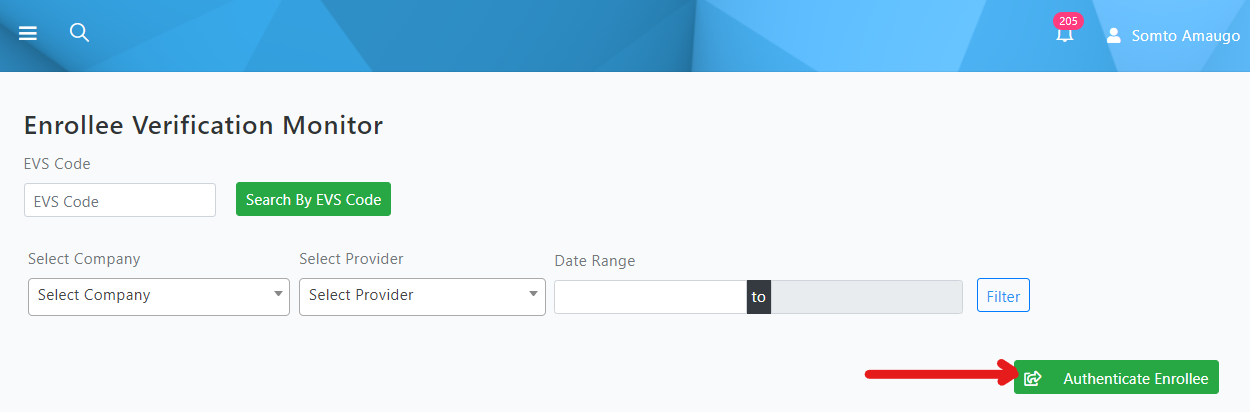 205
Somto Amaugo
Enrollee Verification Monitor
EVS Code
EVS Code
Search By EVS Code
Select Company
Select Provider
Date Range
Select Company
Select Provider
to
Filter
Authenticate Enrollee